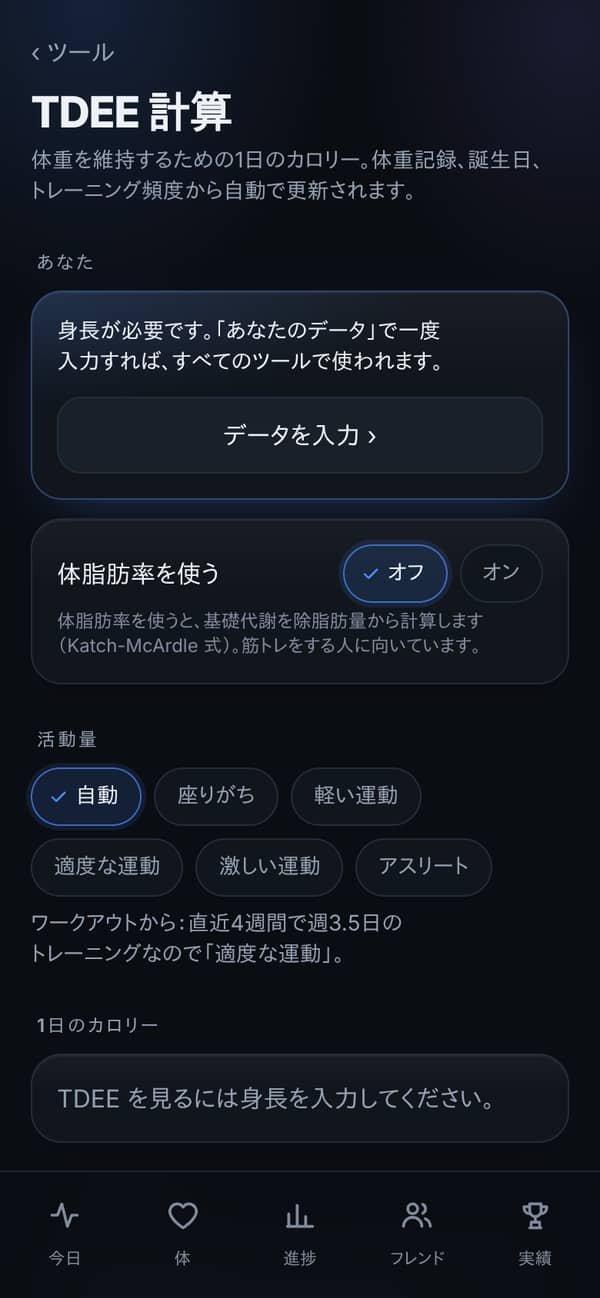 ‹ ツール
TDEE 計算
体重を維持するための1日のカロリー。体重記録、誕生日、
トレーニング頻度から自動で更新されます。
あなた
身長が必要です。「あなたのデータ」で一度
入力すれば、すべてのツールで使われます。
データを入力 ›
体脂肪率を使う
オフ
オン
体脂肪率を使うと、基礎代謝を除脂肪量から計算します
（Katch-McArdle 式）。筋トレをする人に向いています。
活動量
自動
座りがち
軽い運動
適度な運動
激しい運動
アスリート
ワークアウトから：直近4週間で週3.5日の
トレーニングなので「適度な運動」。
1日のカロリー
TDEE を見るには身長を入力してください。
今日
体
進捗
フレンド
実績